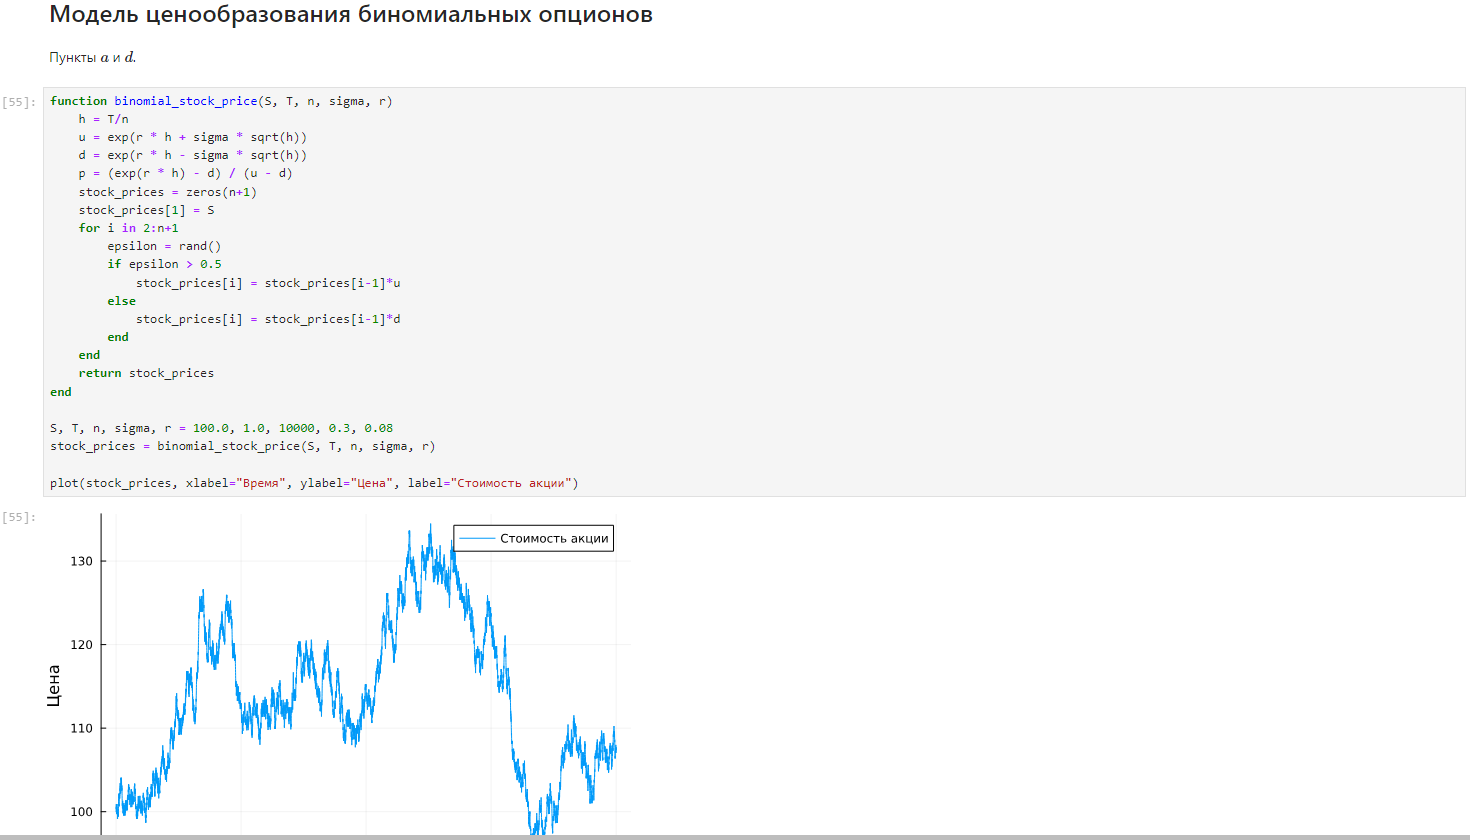 Модель ценообразования биномиальных опционов
Пункты a и d.
[55]:
function binomial_stock_price(S, T, n, sigma, r)
    h = T/n
    u = exp(r * h + sigma * sqrt(h))
    d = exp(r * h - sigma * sqrt(h))
    p = (exp(r * h) - d) / (u - d)
    stock_prices = zeros(n+1)
    stock_prices[1] = S
    for i in 2:n+1
        epsilon = rand()
        if epsilon > 0.5
            stock_prices[i] = stock_prices[i-1]*u
        else
            stock_prices[i] = stock_prices[i-1]*d
        end
    end
    return stock_prices
end
S, T, n, sigma, r = 100.0, 1.0, 10000, 0.3, 0.08
stock_prices = binomial_stock_price(S, T, n, sigma, r)
plot(stock_prices, xlabel="Время", ylabel="Цена", label="Стоимость акции")
[55]:
Стоимость акции
130
120
Цена
110
100